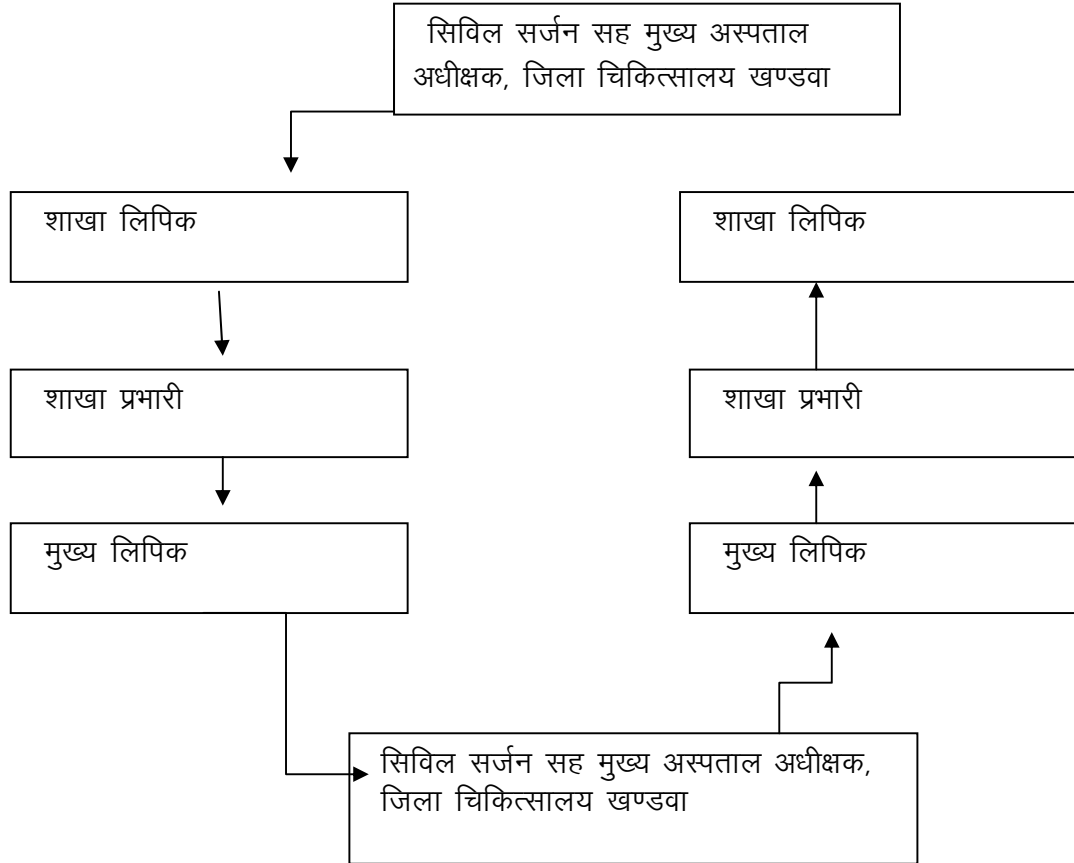 सिविल सर्जन सह मुख्य अस्पताल
अधीक्षक, जिला चिकित्सालय खण्डवा
शाखा लिपिक
शाखा लिपिक
शाखा प्रभारी
शाखा प्रभारी
मुख्य लिपिक
मुख्य लिपिक
सिविल सर्जन सह मुख्य अस्पताल अधीक्षक,
जिला चिकित्सालय खण्डवा